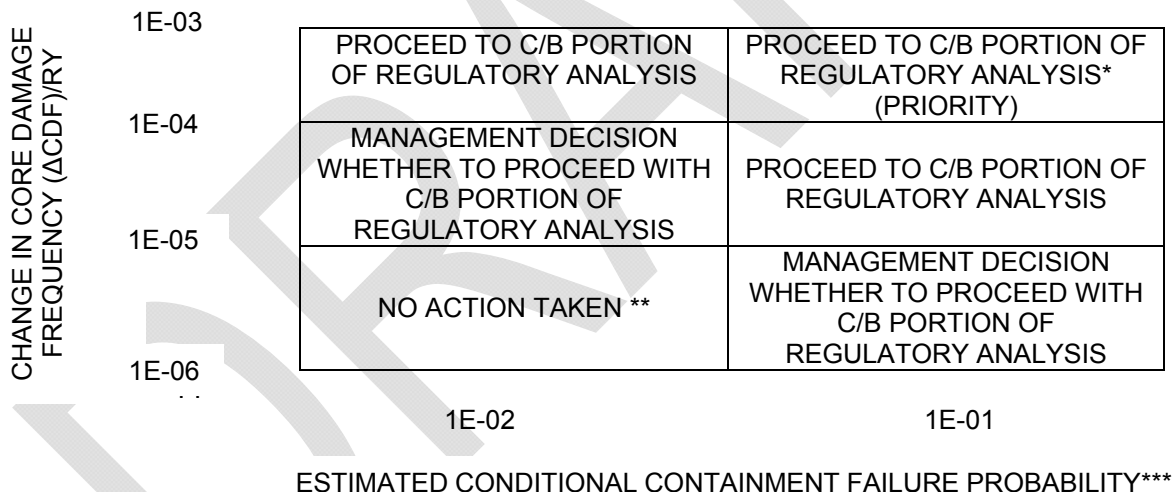 CHANGE IN CORE DAMAGE
FREQUENCY (ΔCDF)/RY
1E-03
PROCEED TO C/B PORTION
OF REGULATORY ANALYSIS
PROCEED TO C/B PORTION OF
REGULATORY ANALYSIS*
(PRIORITY)
1E-04
MANAGEMENT DECISION
WHETHER TO PROCEED WITH
C/B PORTION OF
REGULATORY ANALYSIS
PROCEED TO C/B PORTION OF
REGULATORY ANALYSIS
1E-05
NO ACTION TAKEN **
MANAGEMENT DECISION
WHETHER TO PROCEED WITH
C/B PORTION OF
REGULATORY ANALYSIS
1E-06
1E-02
1E-01
ESTIMATED CONDITIONAL CONTAINMENT FAILURE PROBABILITY***